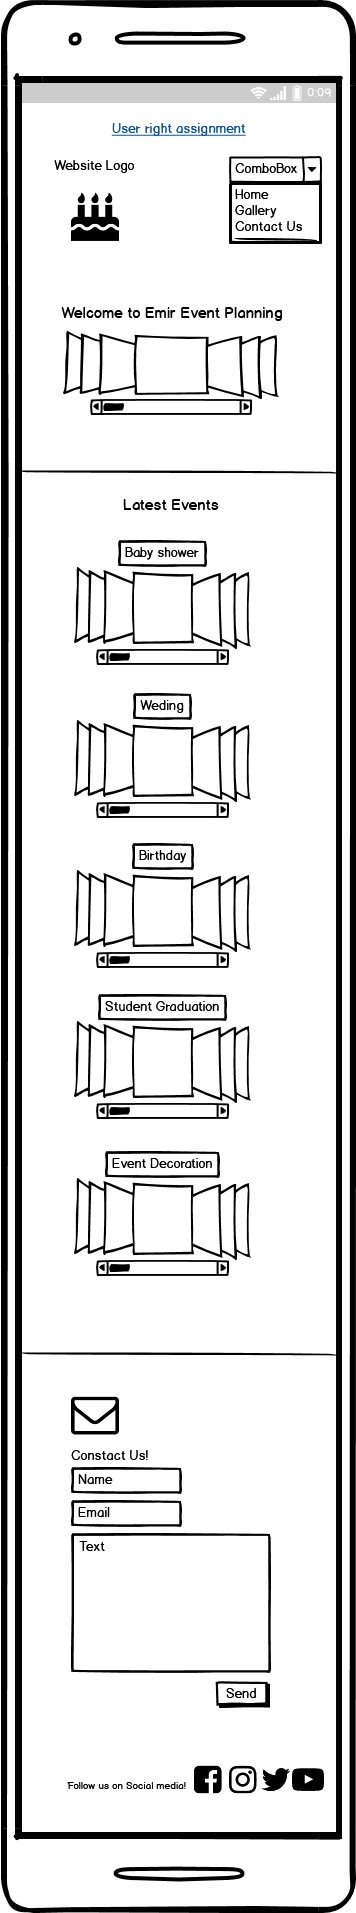 0:09
User right assignment
Website Logo
ComboBox
Home
Gallery
Contact Us
Welcome to Emir Event Planning
Latest Events
Baby shower
Weding
Birthday
Student Graduation
Event Decoration
Constact Us!
Name
Email
Text
Send
Follow us on Social media!